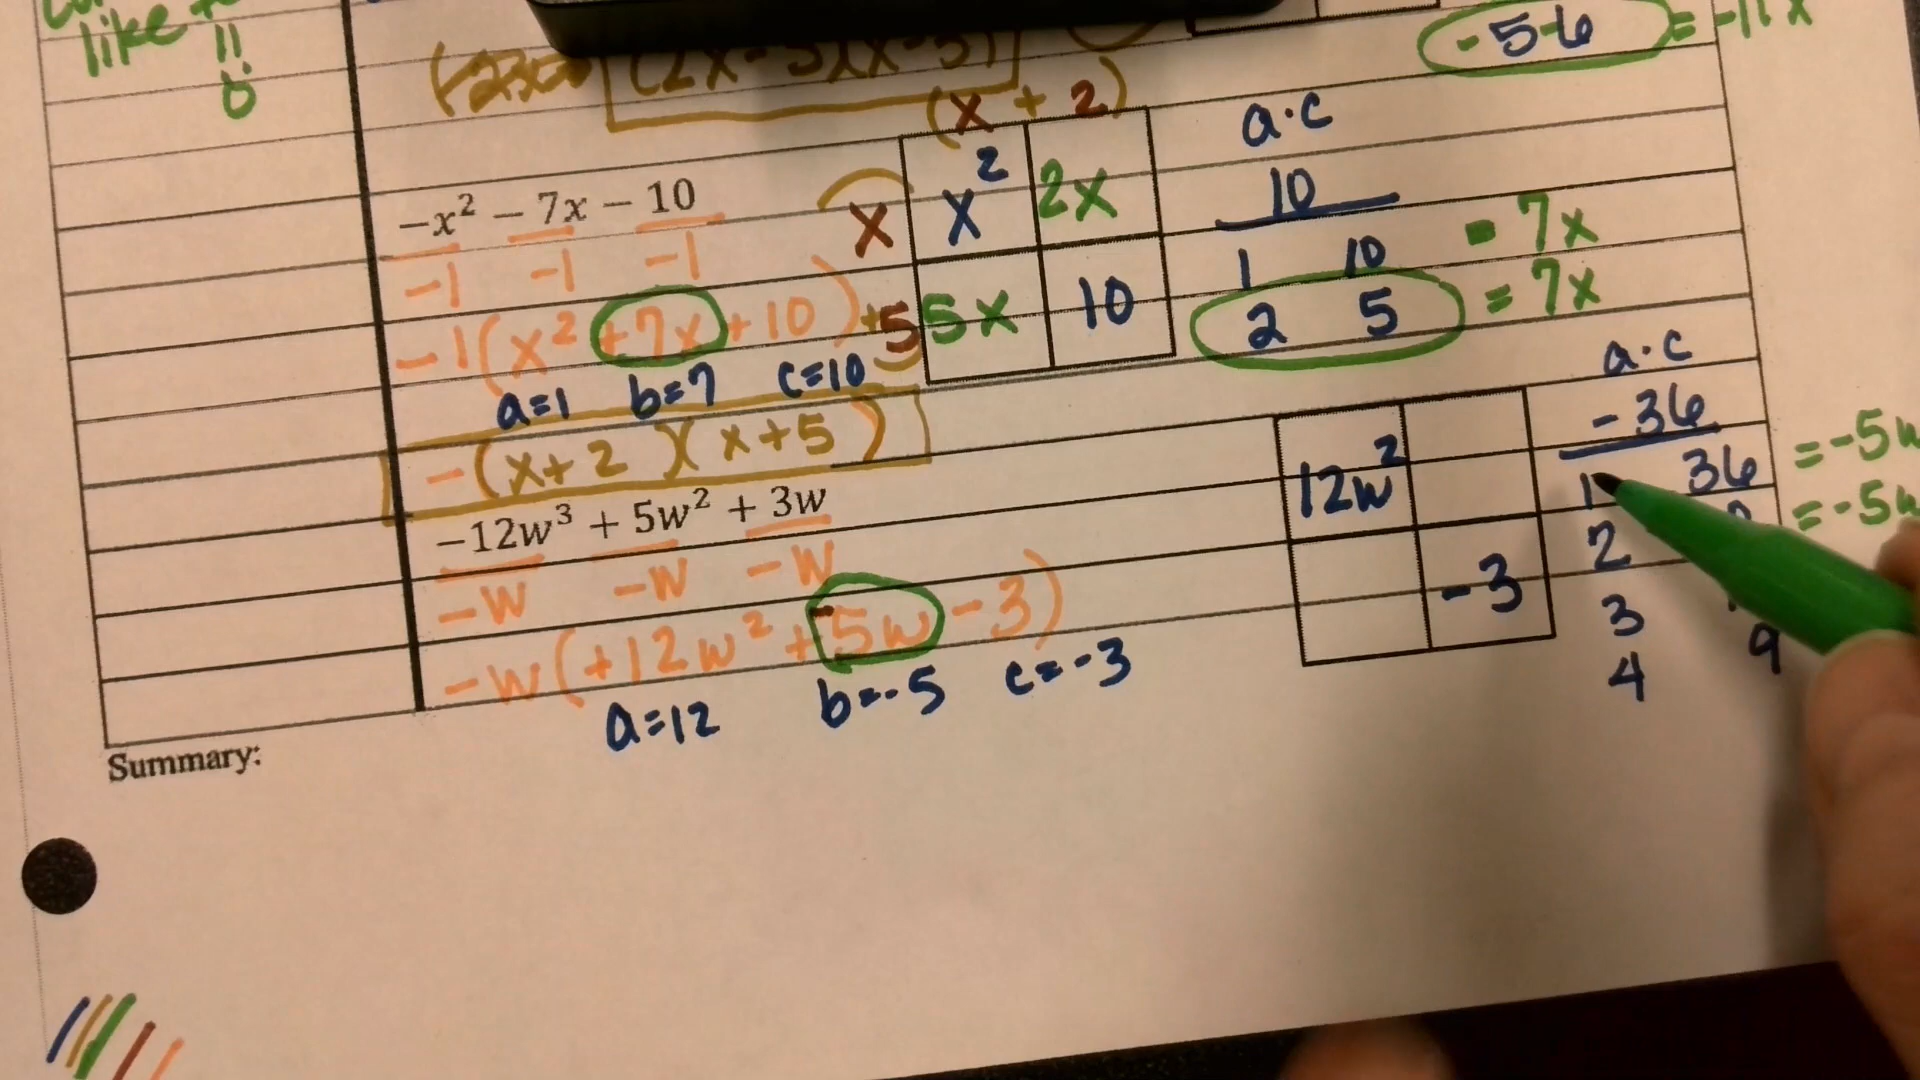 like
-5-6 = -11x
(2x-3)(x-5)
(x + 2)
a·c
10
1 10 = 7x
2 5 = 7x
x x² 2x
+5 5x 10
−x² − 7x − 10
-1 -1 -1
-1(x² +7x +10)
a=1 b=7 c=10
-(x+2)(x+5)
−12w³ + 5w² + 3w
-w -w -w
-w(+12w² -5w -3)
a=12 b=-5 c=-3
12w²
-3
a·c
-36
1 36 = -5w
2 = -5w
3
4 9
Summary: